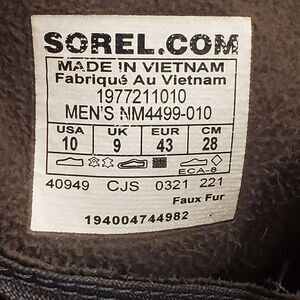 SOREL.COM
MADE IN VIETNAM
Fabriqué Au Vietnam
1977211010
MEN'S NM4499-010
USA UK EUR CM
10 9 43 28
ECA-8
40949 CJS 0321 221
Faux Fur
194004744982